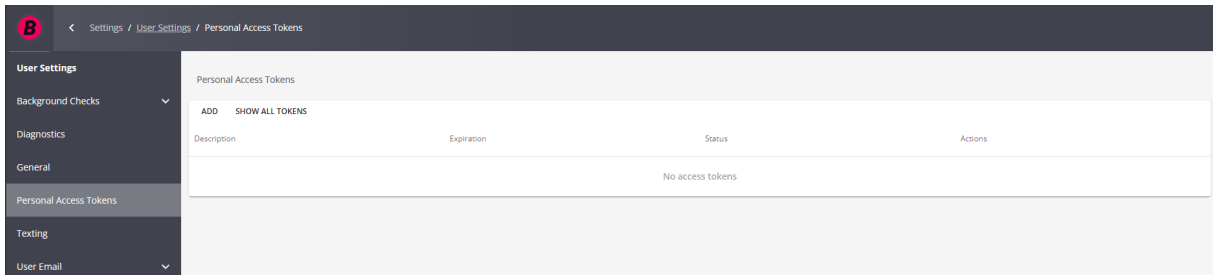 B
Settings / User Settings / Personal Access Tokens
User Settings
Background Checks
Diagnostics
General
Personal Access Tokens
Texting
User Email
Personal Access Tokens
ADD SHOW ALL TOKENS
Description Expiration Status Actions
No access tokens